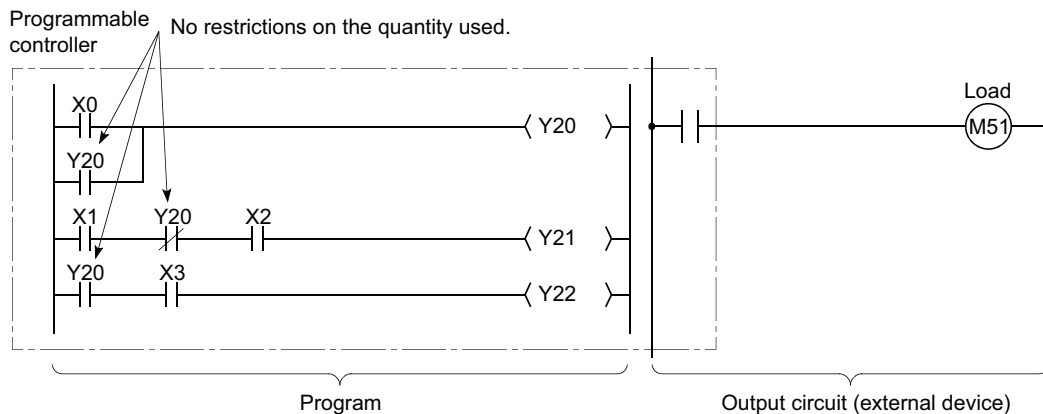 Programmable
controller
No restrictions on the quantity used.
Load
X0
Y20
M51
Y20
X1 Y20 X2
Y21
Y20 X3
Y22
Program
Output circuit (external device)